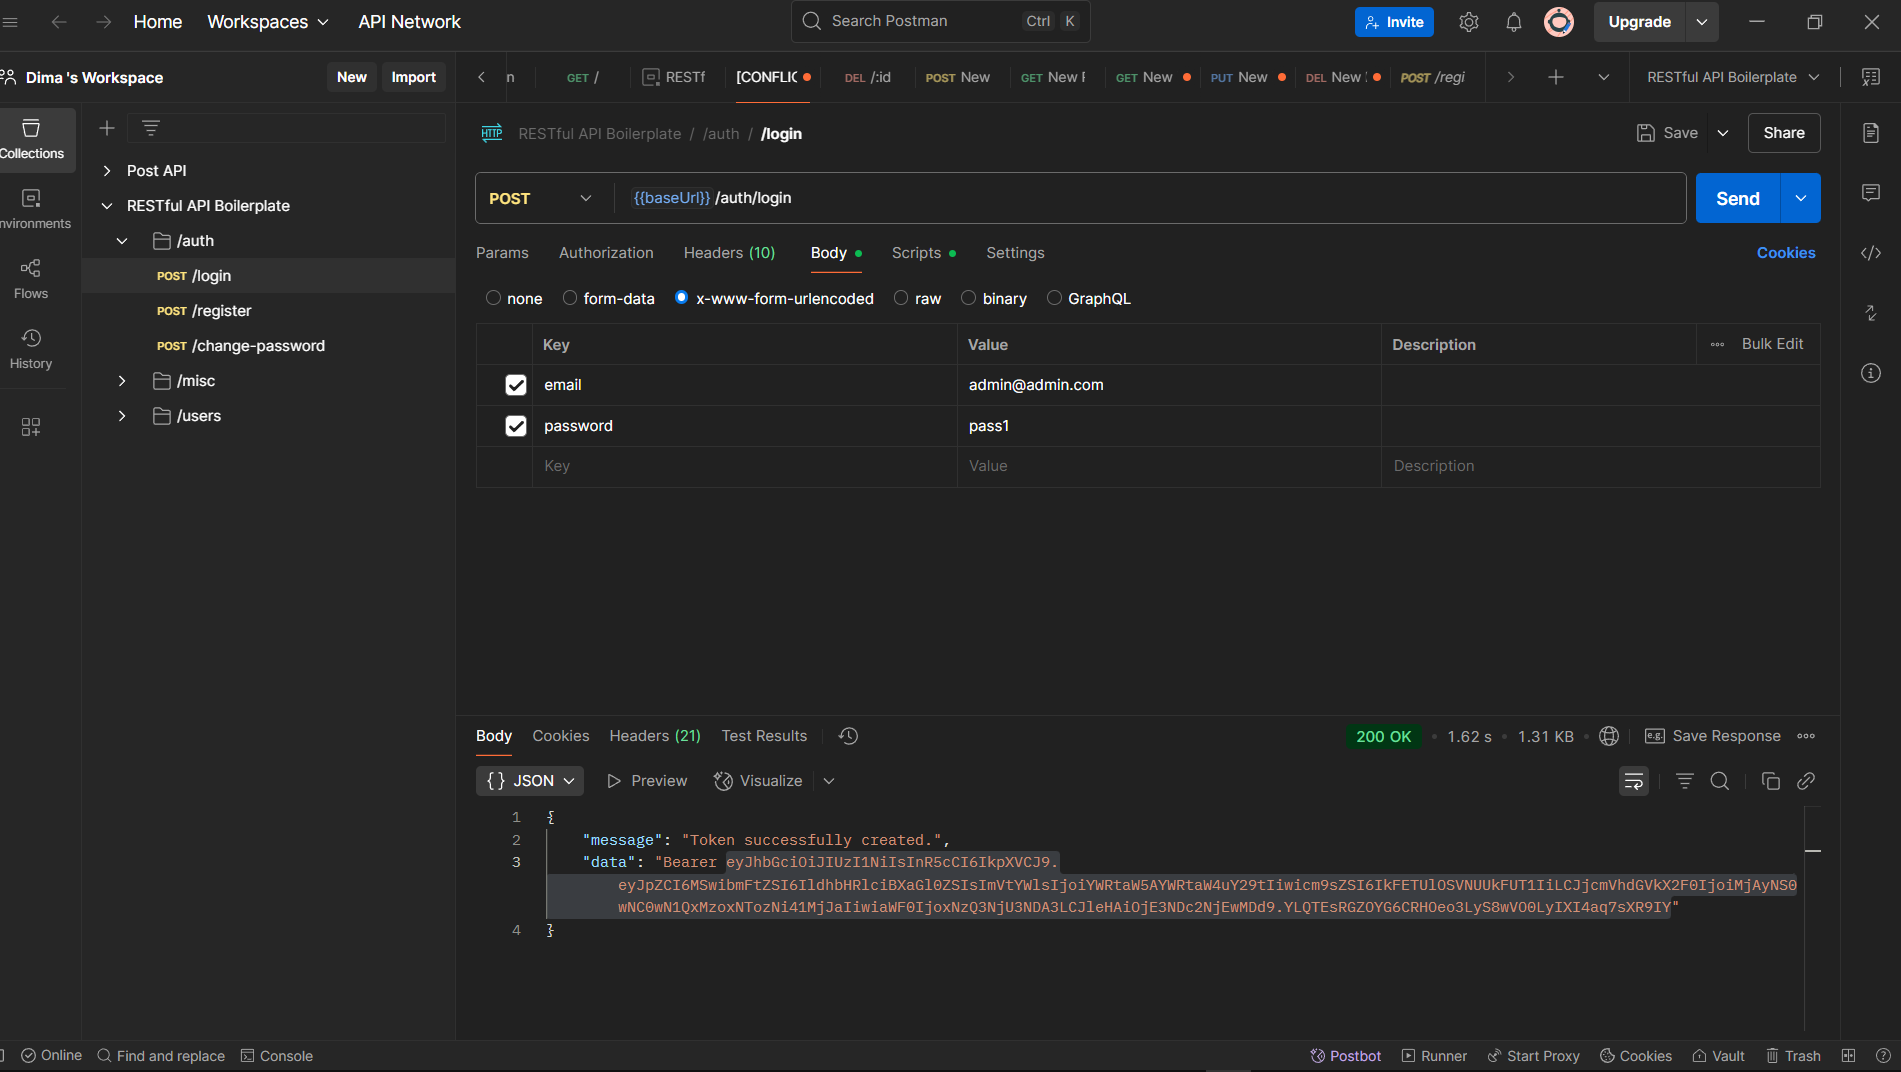 Home
Workspaces
API Network
Search Postman
Ctrl K
Invite
Upgrade
Dima 's Workspace
New
Import
n
GET /
RESTf
[CONFLIC
DEL /:id
POST New
GET New F
GET New
PUT New
DEL New
POST /regi
RESTful API Boilerplate
Collections
nvironments
Flows
History
Post API
RESTful API Boilerplate
/auth
POST /login
POST /register
POST /change-password
/misc
/users
HTTP RESTful API Boilerplate / /auth / /login
Save
Share
POST
{{baseUrl}} /auth/login
Send
Params
Authorization
Headers (10)
Body
Scripts
Settings
Cookies
none
form-data
x-www-form-urlencoded
raw
binary
GraphQL
Key Value Description Bulk Edit
email admin@admin.com
password pass1
Key Value Description
Body
Cookies
Headers (21)
Test Results
200 OK
1.62 s
1.31 KB
e.g. Save Response
{} JSON
Preview
Visualize
1 {
2 "message": "Token successfully created.",
3 "data": "Bearer eyJhbGciOiJIUzI1NiIsInR5cCI6IkpXVCJ9.
eyJpZCI6MSwibmFtZSI6IldhbHRlciBXaGl0ZSIsImVtYWlsIjoiYWRtaW5AYWRtaW4uY29tIiwicm9sZSI6IkFETUlOSVNUUkFUT1IiLCJjcmVhdGVkX2F0IjoiMjAyNS0
wNC0wN1QxMzoxNTozNi41MjJaIiwiaWF0IjoxNzQ3NjU3NDA3LCJleHAiOjE3NDc2NjEwMDd9.YLQTEsRGZOYG6CRHOeo3LyS8wVO0LyIXI4aq7sXR9IY"
4 }
Online
Find and replace
Console
Postbot
Runner
Start Proxy
Cookies
Vault
Trash